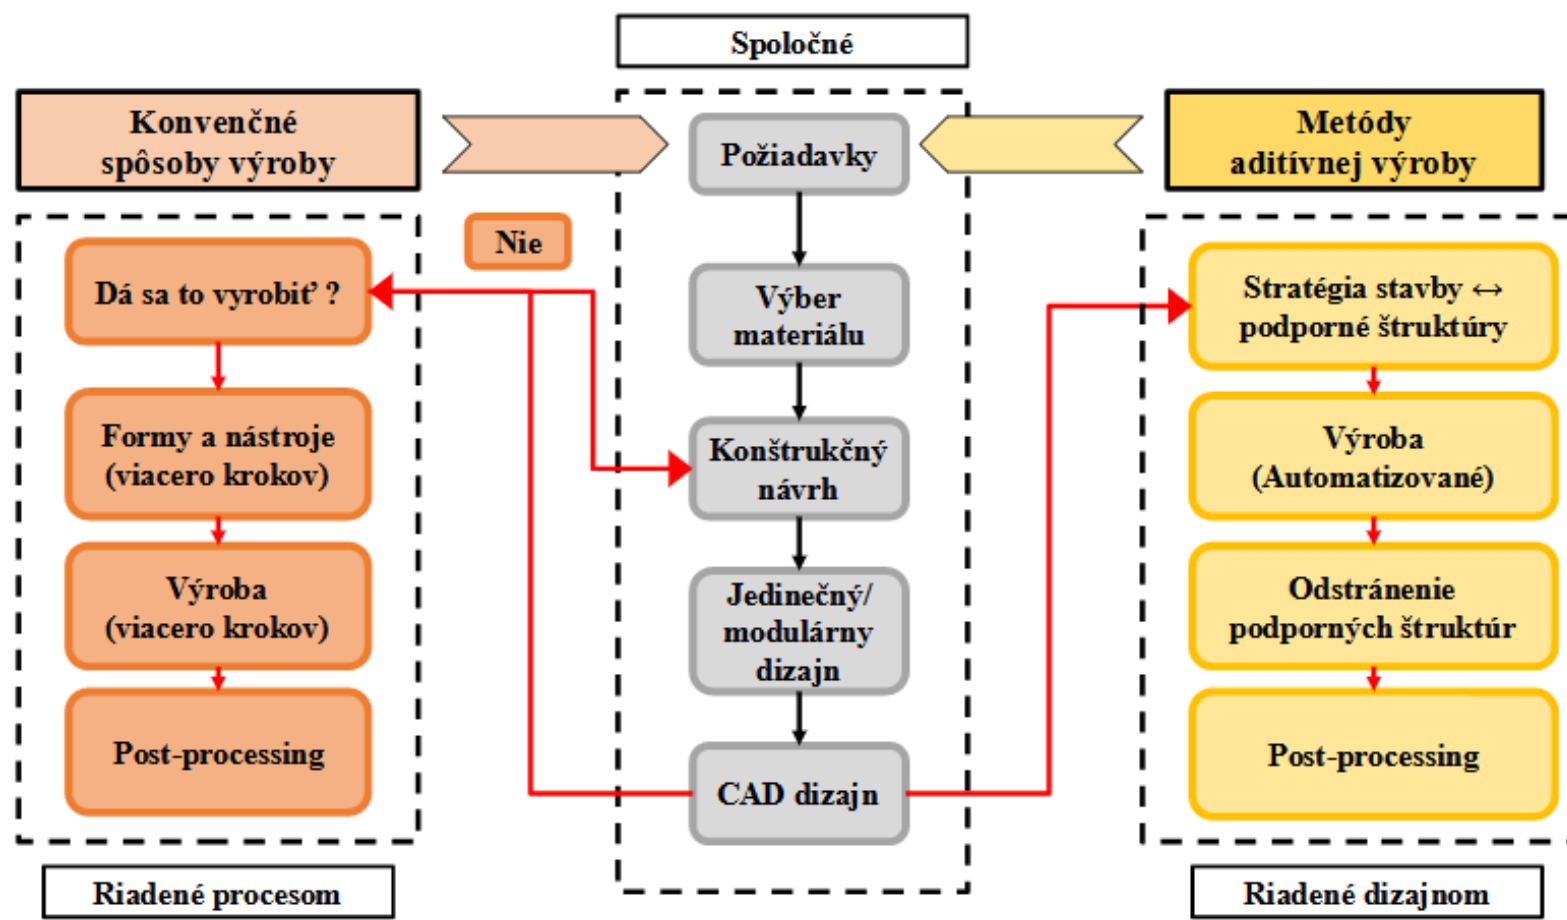 Spoločné
Konvenčné
spôsoby výroby
Požiadavky
Metódy
aditívnej výroby
Nie
Dá sa to vyrobiť ?
Výber
materiálu
Stratégia stavby ↔
podporné štruktúry
Formy a nástroje
(viacero krokov)
Konštrukčný
návrh
Výroba
(Automatizované)
Výroba
(viacero krokov)
Jedinečný/
modulárny
dizajn
Odstránenie
podporných štruktúr
Post-processing
CAD dizajn
Post-processing
Riadené procesom
Riadené dizajnom